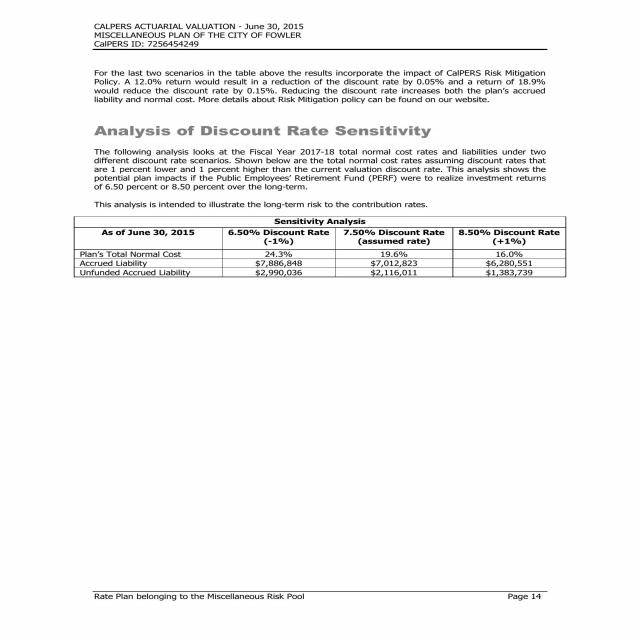 CALPERS ACTUARIAL VALUATION - June 30, 2015
MISCELLANEOUS PLAN OF THE CITY OF FOWLER
CalPERS ID: 7256454249
For the last two scenarios in the table above the results incorporate the impact of CalPERS Risk Mitigation
Policy. A 12.0% return would result in a reduction of the discount rate by 0.05% and a return of 18.9%
would reduce the discount rate by 0.15%. Reducing the discount rate increases both the plan's accrued
liability and normal cost. More details about Risk Mitigation policy can be found on our website.
Analysis of Discount Rate Sensitivity
The following analysis looks at the Fiscal Year 2017-18 total normal cost rates and liabilities under two
different discount rate scenarios. Shown below are the total normal cost rates assuming discount rates that
are 1 percent lower and 1 percent higher than the current valuation discount rate. This analysis shows the
potential plan impacts if the Public Employees' Retirement Fund (PERF) were to realize investment returns
of 6.50 percent or 8.50 percent over the long-term.
This analysis is intended to illustrate the long-term risk to the contribution rates.
Sensitivity Analysis
As of June 30, 2015 6.50% Discount Rate 7.50% Discount Rate 8.50% Discount Rate
(-1%) (assumed rate) (+1%)
Plan's Total Normal Cost 24.3% 19.6% 16.0%
Accrued Liability $7,886,848 $7,012,823 $6,280,551
Unfunded Accrued Liability $2,990,036 $2,116,011 $1,383,739
Rate Plan belonging to the Miscellaneous Risk Pool Page 14